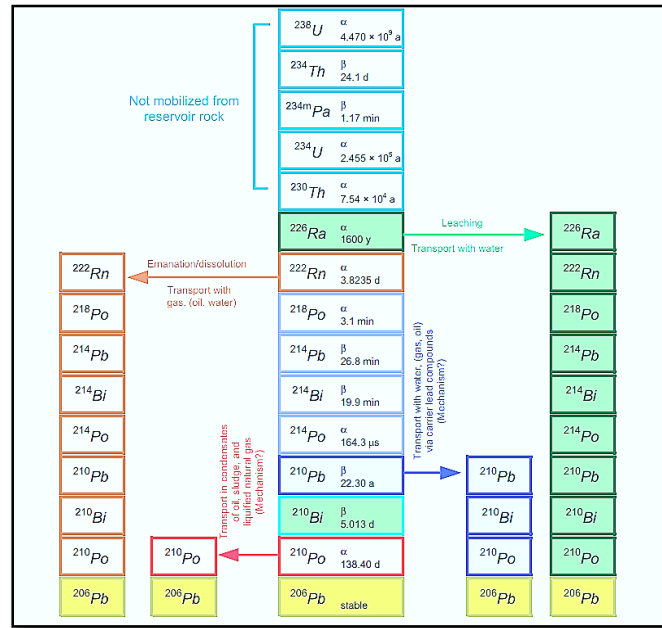 ²³⁸U α
4.470 × 10⁹ a
²³⁴Th β
24.1 d
Not mobilized from
reservoir rock
²³⁴ᵐPa β
1.17 min
²³⁴U α
2.455 × 10⁵ a
²³⁰Th α
7.54 × 10⁴ a
²²⁶Ra α
1600 y
Leaching
Transport with water
²²⁶Ra
²²²Rn
Emanation/dissolution
Transport with
gas, (oil, water)
²²²Rn α
3.8235 d
²²²Rn
²¹⁸Po
²¹⁸Po α
3.1 min
²¹⁸Po
²¹⁴Pb
²¹⁴Pb β
26.8 min
²¹⁴Pb
²¹⁴Bi
²¹⁴Bi β
19.9 min
²¹⁴Bi
²¹⁴Po
²¹⁴Po α
164.3 µs
²¹⁴Po
Transport with water, (gas, oil)
via carrier lead compounds
(Mechanism?)
²¹⁰Pb
Transport in condensates
of oil, sludge, and
liquified natural gas
(Mechanism?)
²¹⁰Pb β
22.30 a
²¹⁰Pb
²¹⁰Pb
²¹⁰Bi
²¹⁰Bi β
5.013 d
²¹⁰Bi
²¹⁰Bi
²¹⁰Po
²¹⁰Po
²¹⁰Po α
138.40 d
²¹⁰Po
²¹⁰Po
²⁰⁶Pb
²⁰⁶Pb
²⁰⁶Pb
stable
²⁰⁶Pb
²⁰⁶Pb